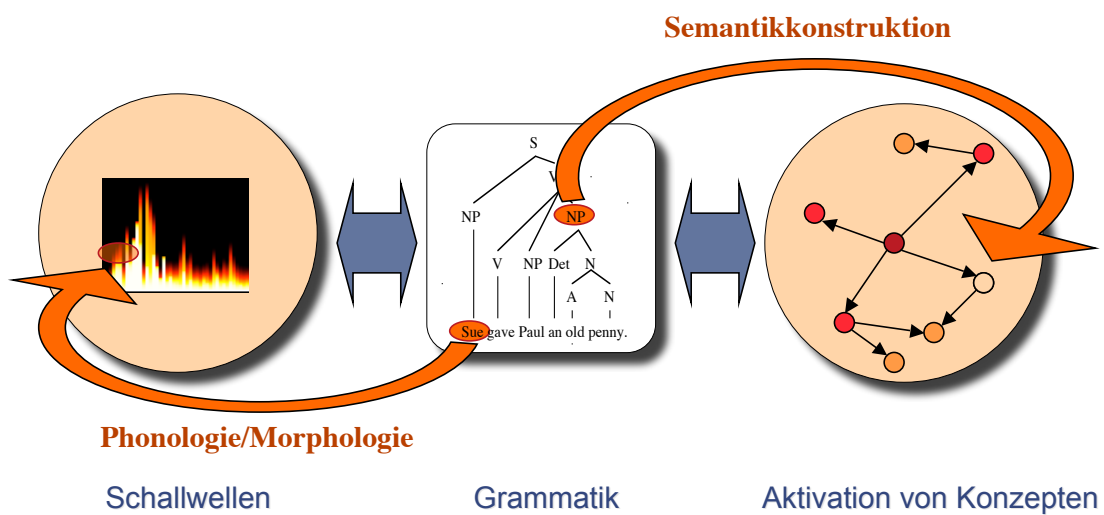 Semantikkonstruktion
S
V
NP NP
V NP Det N
A N
Sue gave Paul an old penny.
Phonologie/Morphologie
Schallwellen Grammatik Aktivation von Konzepten